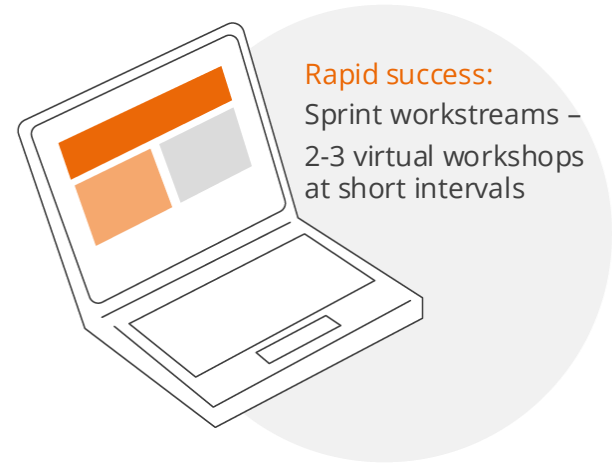 Rapid success:
Sprint workstreams –
2-3 virtual workshops
at short intervals